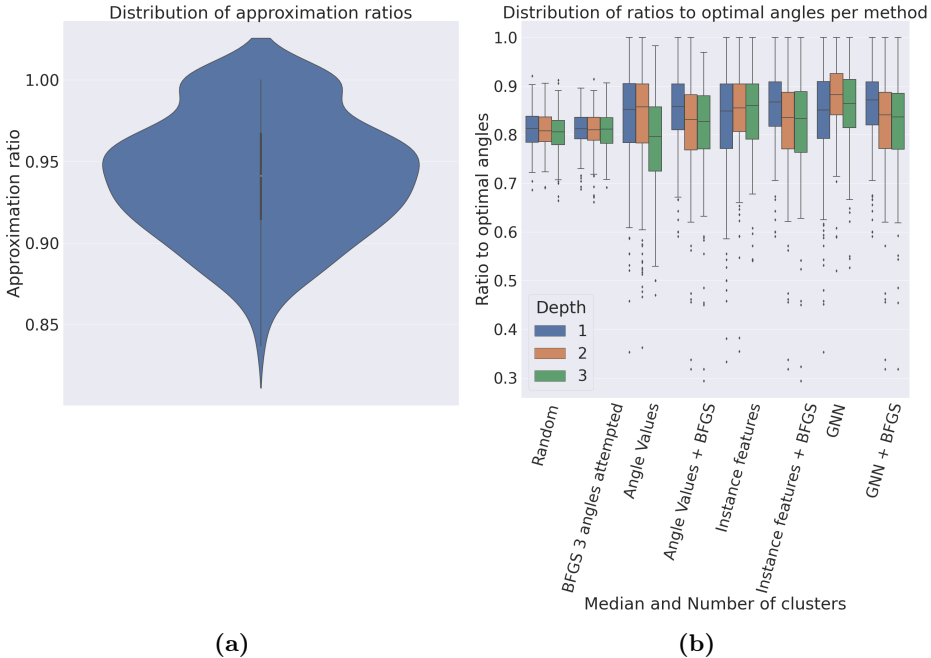 Distribution of approximation ratios
Approximation ratio
1.00
0.95
0.90
0.85
(a)
Distribution of ratios to optimal angles per method
Ratio to optimal angles
1.0
0.9
0.8
0.7
0.6
0.5
0.4
0.3
Depth
1
2
3
Random
BFGS 3 angles attempted
Angle Values
Angle Values + BFGS
Instance features
Instance features + BFGS
GNN
GNN + BFGS
Median and Number of clusters
(b)